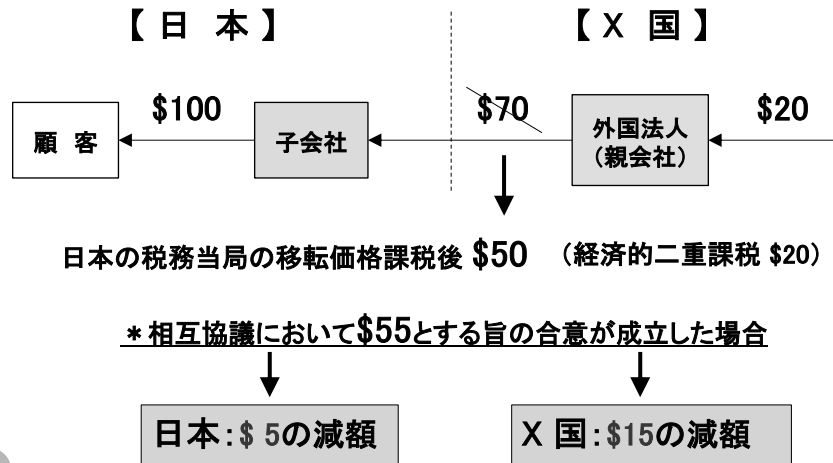 【 日　本 】
【 X　国 】
$100
$70
$20
顧　客
子会社
外国法人
（親会社）
日本の税務当局の移転価格課税後 $50　（経済的二重課税 $20）
＊相互協議において$55とする旨の合意が成立した場合
日本：$ 5の減額
X 国：$15の減額